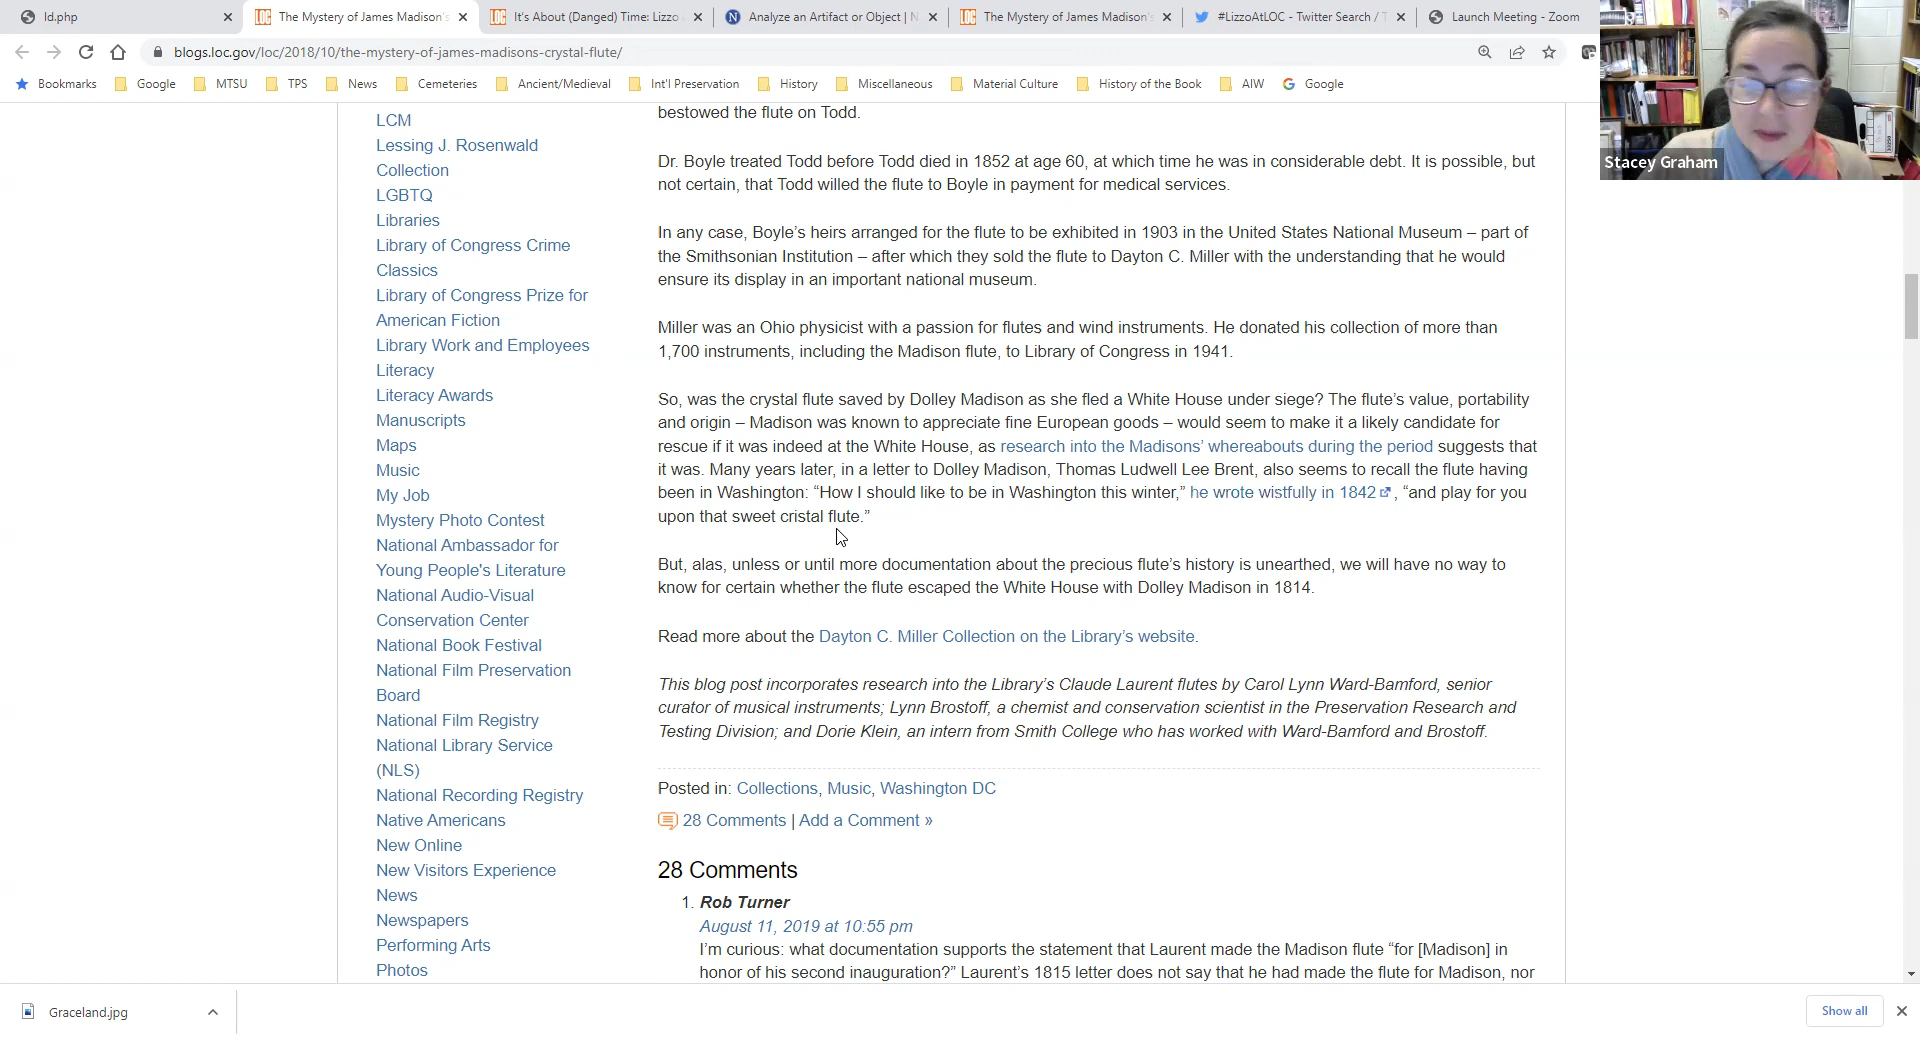 ld.php
The Mystery of James Madison's
It's About (Danged) Time: Lizzo
Analyze an Artifact or Object | N
The Mystery of James Madison's
#LizzoAtLOC - Twitter Search / T
Launch Meeting - Zoom
blogs.loc.gov/loc/2018/10/the-mystery-of-james-madisons-crystal-flute/
Bookmarks Google MTSU TPS News Cemeteries Ancient/Medieval Int'l Preservation History Miscellaneous Material Culture History of the Book AIW Google
Stacey Graham
LCM
Lessing J. Rosenwald
Collection
LGBTQ
Libraries
Library of Congress Crime
Classics
Library of Congress Prize for
American Fiction
Library Work and Employees
Literacy
Literacy Awards
Manuscripts
Maps
Music
My Job
Mystery Photo Contest
National Ambassador for
Young People's Literature
National Audio-Visual
Conservation Center
National Book Festival
National Film Preservation
Board
National Film Registry
National Library Service
(NLS)
National Recording Registry
Native Americans
New Online
New Visitors Experience
News
Newspapers
Performing Arts
Photos
bestowed the flute on Todd.
Dr. Boyle treated Todd before Todd died in 1852 at age 60, at which time he was in considerable debt. It is possible, but
not certain, that Todd willed the flute to Boyle in payment for medical services.
In any case, Boyle's heirs arranged for the flute to be exhibited in 1903 in the United States National Museum – part of
the Smithsonian Institution – after which they sold the flute to Dayton C. Miller with the understanding that he would
ensure its display in an important national museum.
Miller was an Ohio physicist with a passion for flutes and wind instruments. He donated his collection of more than
1,700 instruments, including the Madison flute, to Library of Congress in 1941.
So, was the crystal flute saved by Dolley Madison as she fled a White House under siege? The flute's value, portability
and origin – Madison was known to appreciate fine European goods – would seem to make it a likely candidate for
rescue if it was indeed at the White House, as research into the Madisons' whereabouts during the period suggests that
it was. Many years later, in a letter to Dolley Madison, Thomas Ludwell Lee Brent, also seems to recall the flute having
been in Washington: “How I should like to be in Washington this winter,” he wrote wistfully in 1842, “and play for you
upon that sweet cristal flute.”
But, alas, unless or until more documentation about the precious flute's history is unearthed, we will have no way to
know for certain whether the flute escaped the White House with Dolley Madison in 1814.
Read more about the Dayton C. Miller Collection on the Library's website.
This blog post incorporates research into the Library's Claude Laurent flutes by Carol Lynn Ward-Bamford, senior
curator of musical instruments; Lynn Brostoff, a chemist and conservation scientist in the Preservation Research and
Testing Division; and Dorie Klein, an intern from Smith College who has worked with Ward-Bamford and Brostoff.
Posted in: Collections, Music, Washington DC
28 Comments | Add a Comment »
28 Comments
1. Rob Turner
August 11, 2019 at 10:55 pm
I'm curious: what documentation supports the statement that Laurent made the Madison flute “for [Madison] in
honor of his second inauguration?” Laurent's 1815 letter does not say that he had made the flute for Madison, nor
Graceland.jpg
Show all